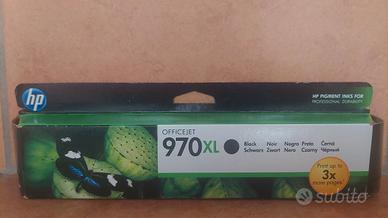 hp
HP PIGMENT INKS FOR
PROFESSIONAL DURABILITY
OFFICEJET
970XL
Black Noir Negro Preto Černá
Schwarz Zwart Nero Czarny Чёрный
Print up to
3x
more pages
subito